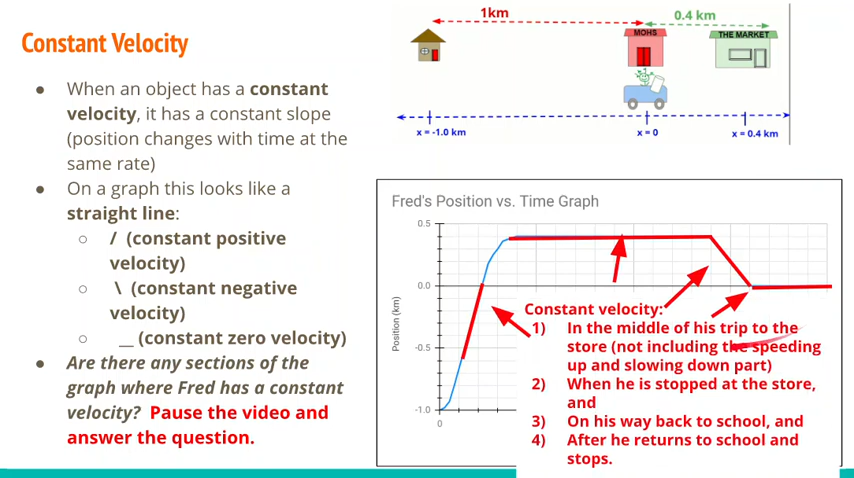 Constant Velocity
● When an object has a constant
velocity, it has a constant slope
(position changes with time at the
same rate)
● On a graph this looks like a
straight line:
○ / (constant positive
velocity)
○ \ (constant negative
velocity)
○ __ (constant zero velocity)
● Are there any sections of the
graph where Fred has a constant
velocity? Pause the video and
answer the question.
1km
0.4 km
MOHS
THE MARKET
x = -1.0 km
x = 0
x = 0.4 km
Fred's Position vs. Time Graph
Position (km)
0.5
0.0
-0.5
-1.0
0
Constant velocity:
1) In the middle of his trip to the
store (not including the speeding
up and slowing down part)
2) When he is stopped at the store,
and
3) On his way back to school, and
4) After he returns to school and
stops.